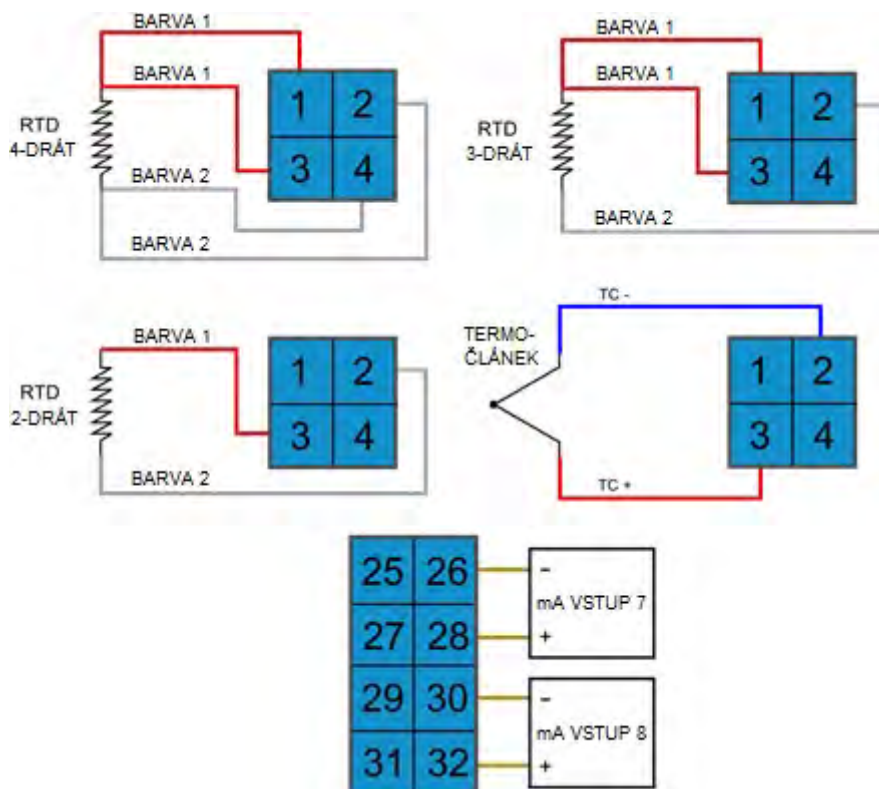 BARVA 1
BARVA 1
RTD
4-DRÁT
1 2
3 4
BARVA 2
BARVA 2
BARVA 1
BARVA 1
RTD
3-DRÁT
1 2
3 4
BARVA 2
BARVA 1
RTD
2-DRÁT
1 2
3 4
BARVA 2
TC -
TERMO-
ČLÁNEK
1 2
3 4
TC +
25 26
27 28
29 30
31 32
-
mA VSTUP 7
+
-
mA VSTUP 8
+